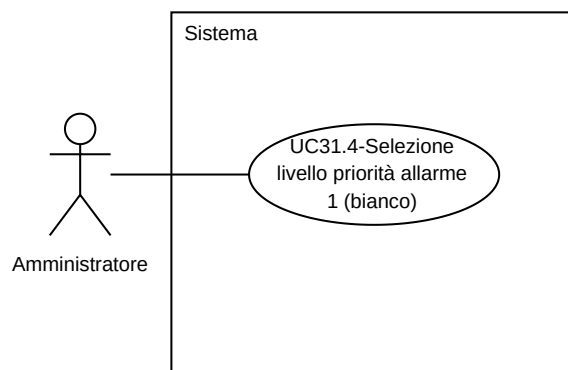 Sistema
UC31.4-Selezione
livello priorità allarme
1 (bianco)
Amministratore